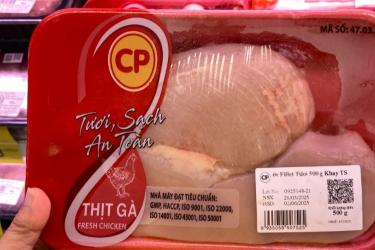 MÃ SỐ: 47.03.
CP
Tươi, Sạch
An Toàn
THỊT GÀ
FRESH CHICKEN
NHÀ MÁY ĐẠT TIÊU CHUẨN:
GMP, HACCP, ISO 9001, ISO 22000,
ISO 14001, ISO 45001, ISO 50001
Fillet Tươi 500 g Khay TS
NSX
HSD
500 g